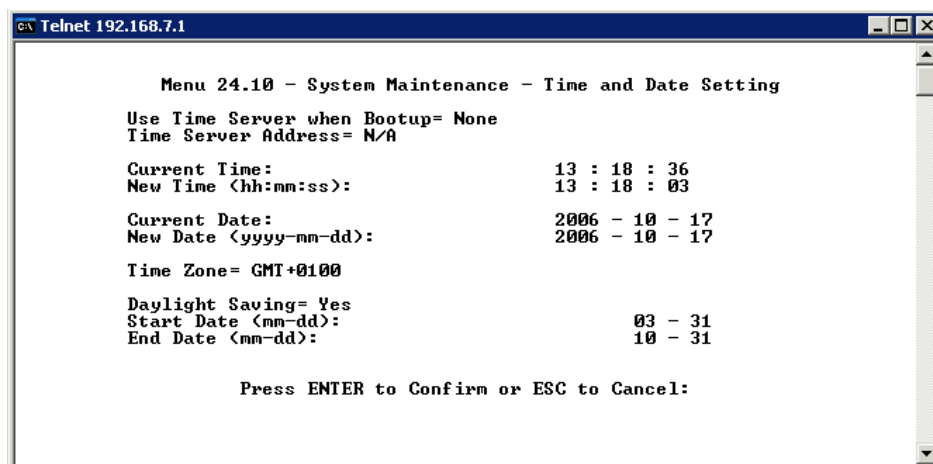 Telnet 192.168.7.1
Menu 24.10 - System Maintenance - Time and Date Setting
Use Time Server when Bootup= None
Time Server Address= N/A
Current Time: 13 : 18 : 36
New Time (hh:mm:ss): 13 : 18 : 03
Current Date: 2006 - 10 - 17
New Date (yyyy-mm-dd): 2006 - 10 - 17
Time Zone= GMT+0100
Daylight Saving= Yes
Start Date (mm-dd): 03 - 31
End Date (mm-dd): 10 - 31
Press ENTER to Confirm or ESC to Cancel: